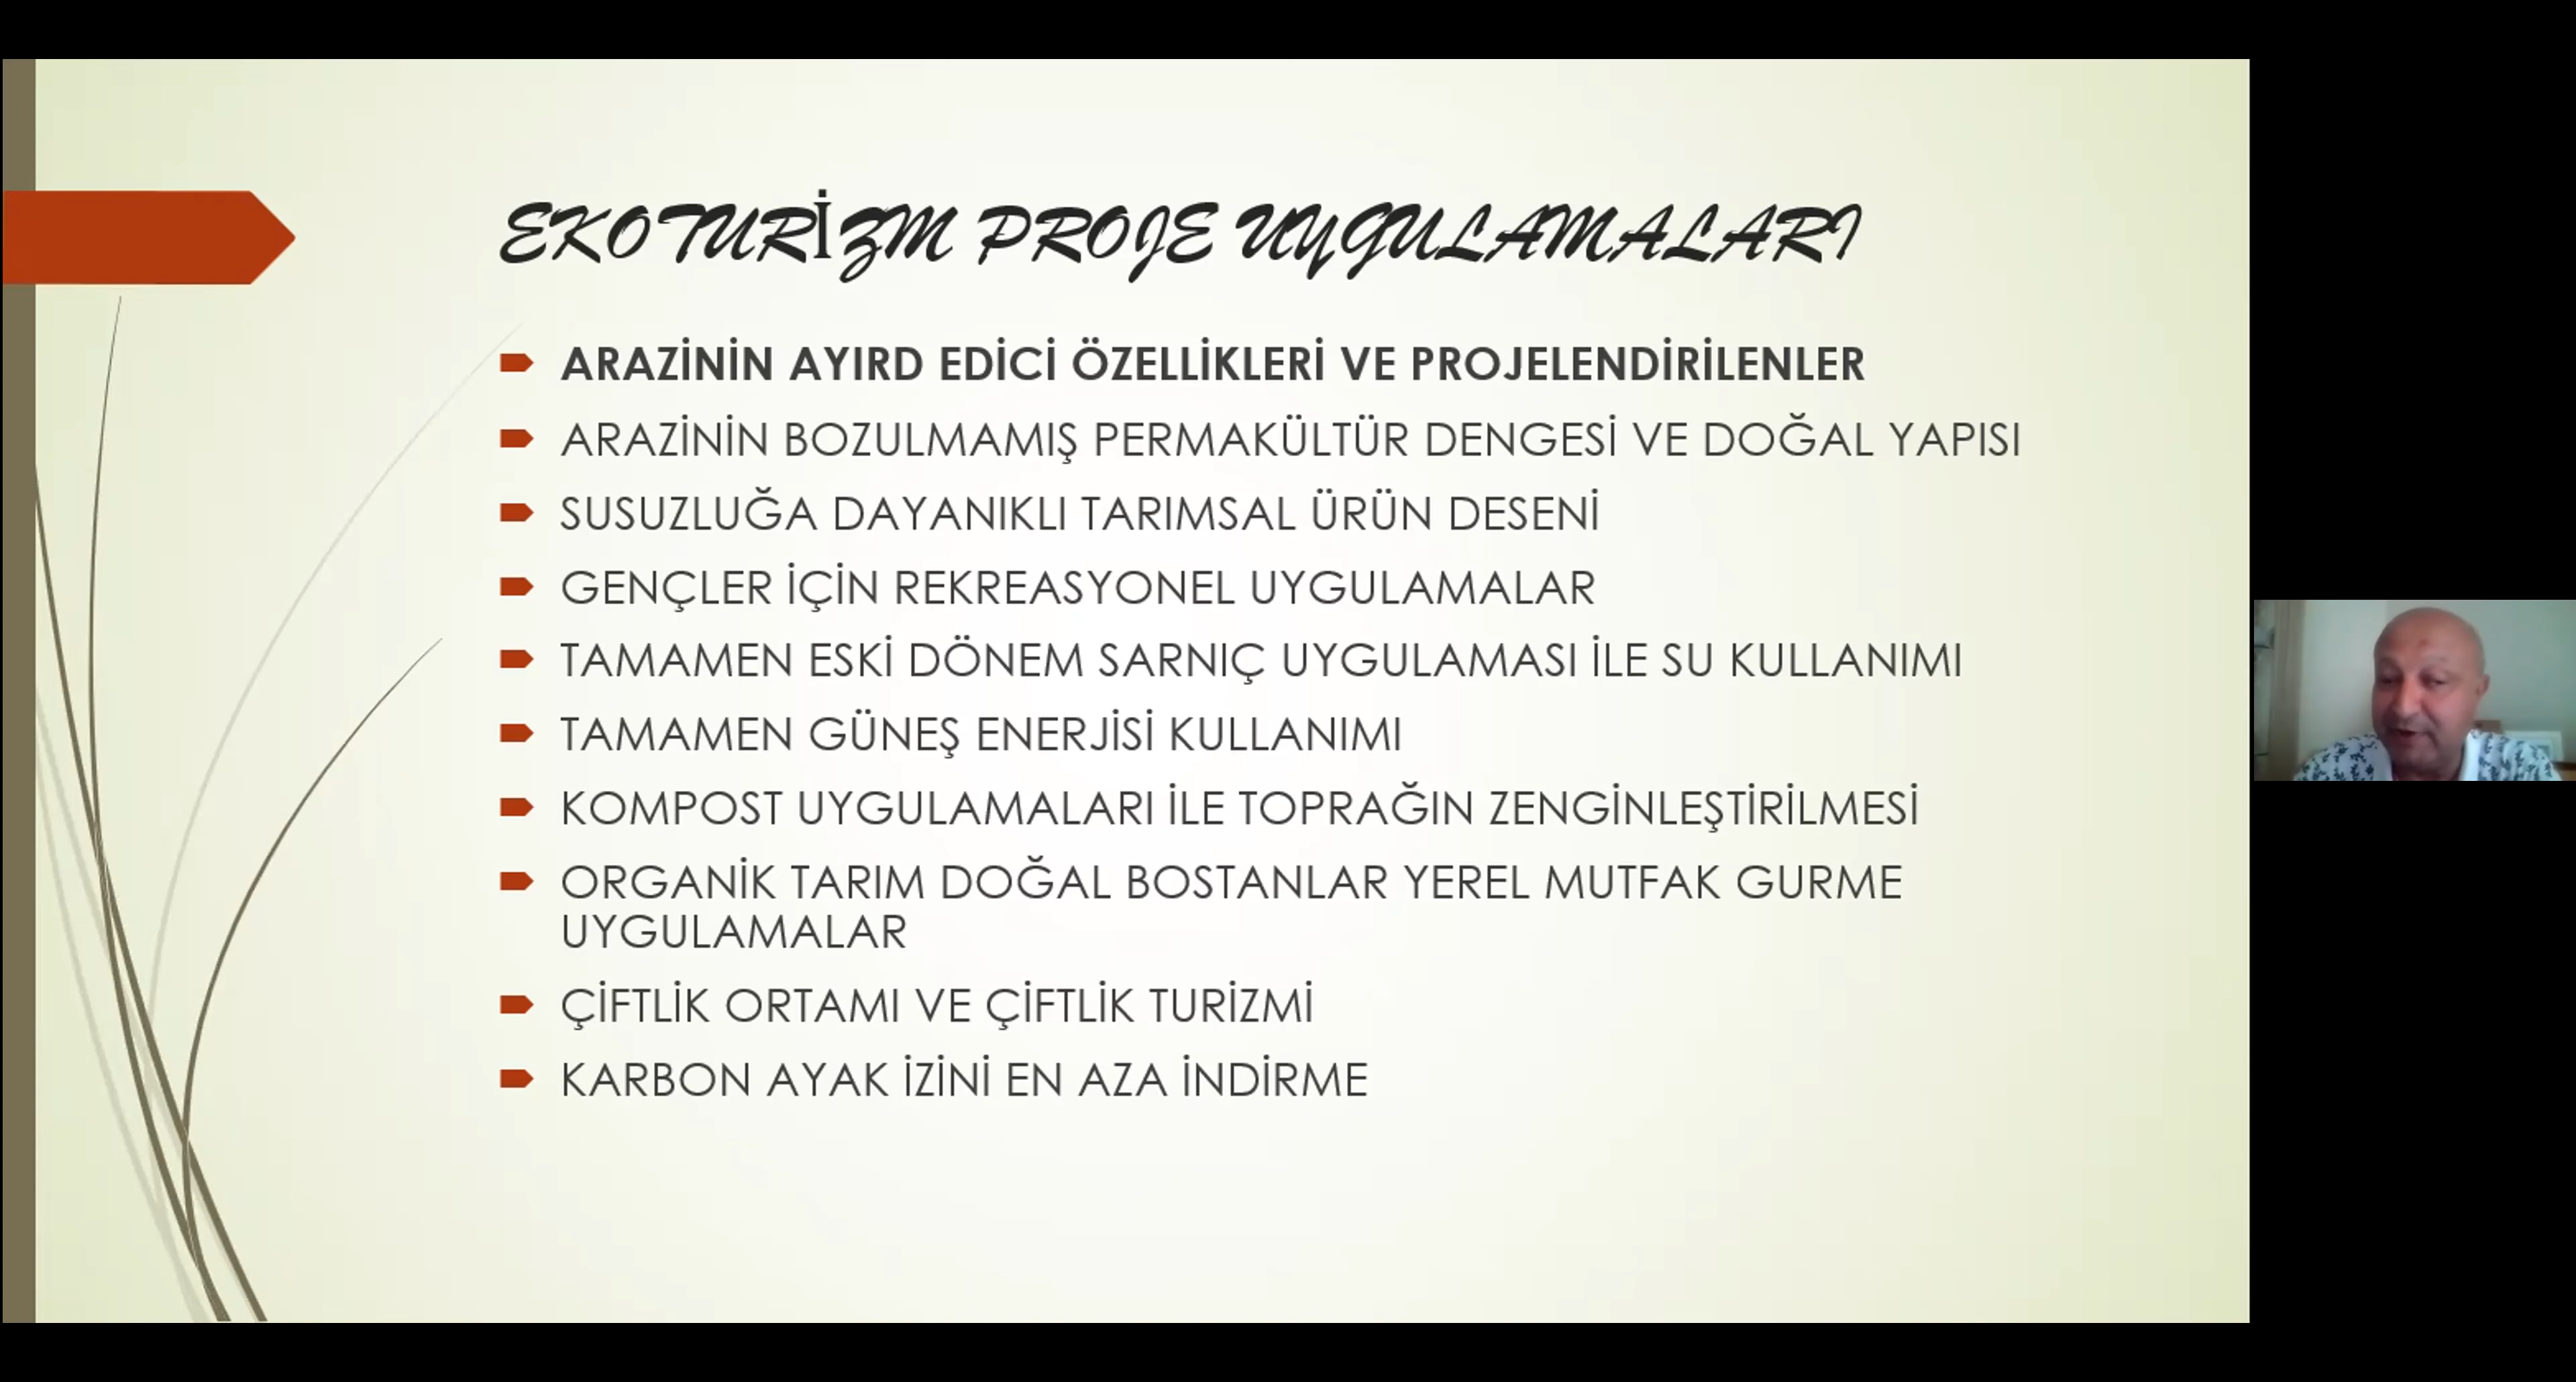 EKOTURİZM PROJE UYGULAMALARI
ARAZİNİN AYIRD EDİCİ ÖZELLİKLERİ VE PROJELENDİRİLENLER
ARAZİNİN BOZULMAMIŞ PERMAKÜLTÜR DENGESİ VE DOĞAL YAPISI
SUSUZLUĞA DAYANIKLI TARIMSAL ÜRÜN DESENİ
GENÇLER İÇİN REKREASYONEL UYGULAMALAR
TAMAMEN ESKİ DÖNEM SARNIÇ UYGULAMASI İLE SU KULLANIMI
TAMAMEN GÜNEŞ ENERJİSİ KULLANIMI
KOMPOST UYGULAMALARI İLE TOPRAĞIN ZENGİNLEŞTİRİLMESİ
ORGANİK TARIM DOĞAL BOSTANLAR YEREL MUTFAK GURME
UYGULAMALAR
ÇİFTLİK ORTAMI VE ÇİFTLİK TURİZMİ
KARBON AYAK İZİNİ EN AZA İNDİRME